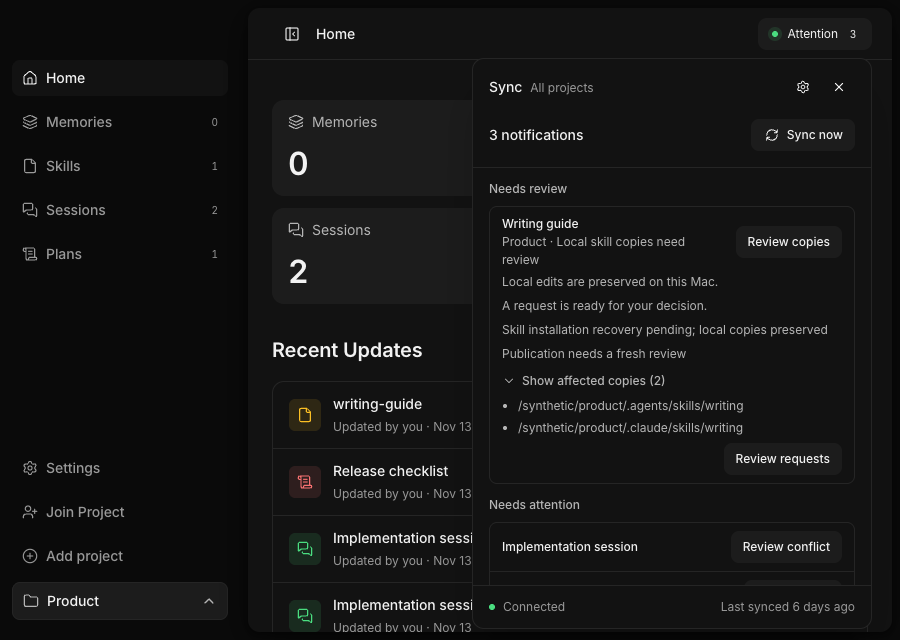 Home
Memories 0
Skills 1
Sessions 2
Plans 1
Settings
Join Project
Add project
Product
Home
Attention 3
Memories
0
Sessions
2
Recent Updates
writing-guide
Updated by you · Nov 13
Release checklist
Updated by you · Nov 13
Implementation sessi
Updated by you · Nov 13
Implementation sessi
Updated by you · Nov 13
Sync All projects
3 notifications
Sync now
Needs review
Writing guide
Product · Local skill copies need
review
Review copies
Local edits are preserved on this Mac.
A request is ready for your decision.
Skill installation recovery pending; local copies preserved
Publication needs a fresh review
Show affected copies (2)
• /synthetic/product/.agents/skills/writing
• /synthetic/product/.claude/skills/writing
Review requests
Needs attention
Implementation session
Review conflict
Connected
Last synced 6 days ago